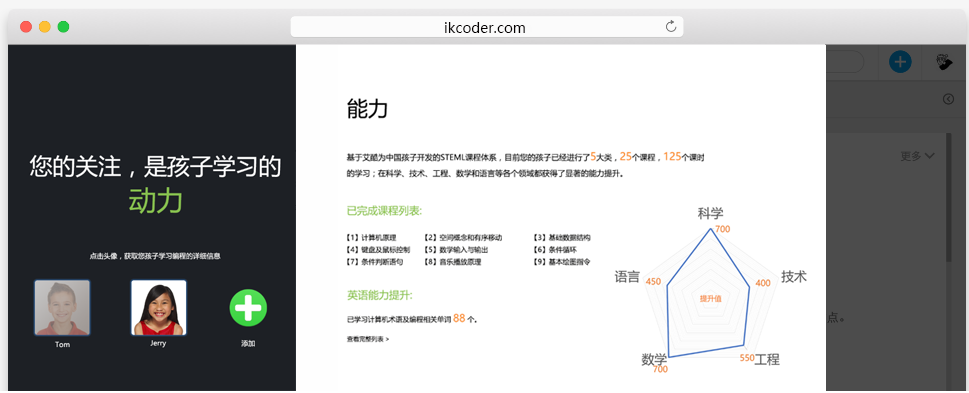 ikcoder.com
更多
点。
您的关注，是孩子学习的
动力
点击头像，获取您孩子学习编程的详细信息
Tom
Jerry
添加
能力
基于艾酷为中国孩子开发的STEML课程体系，目前您的孩子已经进行了5大类，25个课程，125个课时
的学习；在科学、技术、工程、数学和语言等各个领域都获得了显著的能力提升。
已完成课程列表:
【1】计算机原理 【2】空间概念和有序移动 【3】基础数据结构
【4】键盘及鼠标控制 【5】数学输入与输出 【6】条件循环
【7】条件判断语句 【8】音乐播放原理 【9】基本绘图指令
英语能力提升:
已学习计算机术语及编程相关单词 88 个。
查看完整列表 >
科学
700
语言
450
技术
400
提升值
数学
700
550
工程